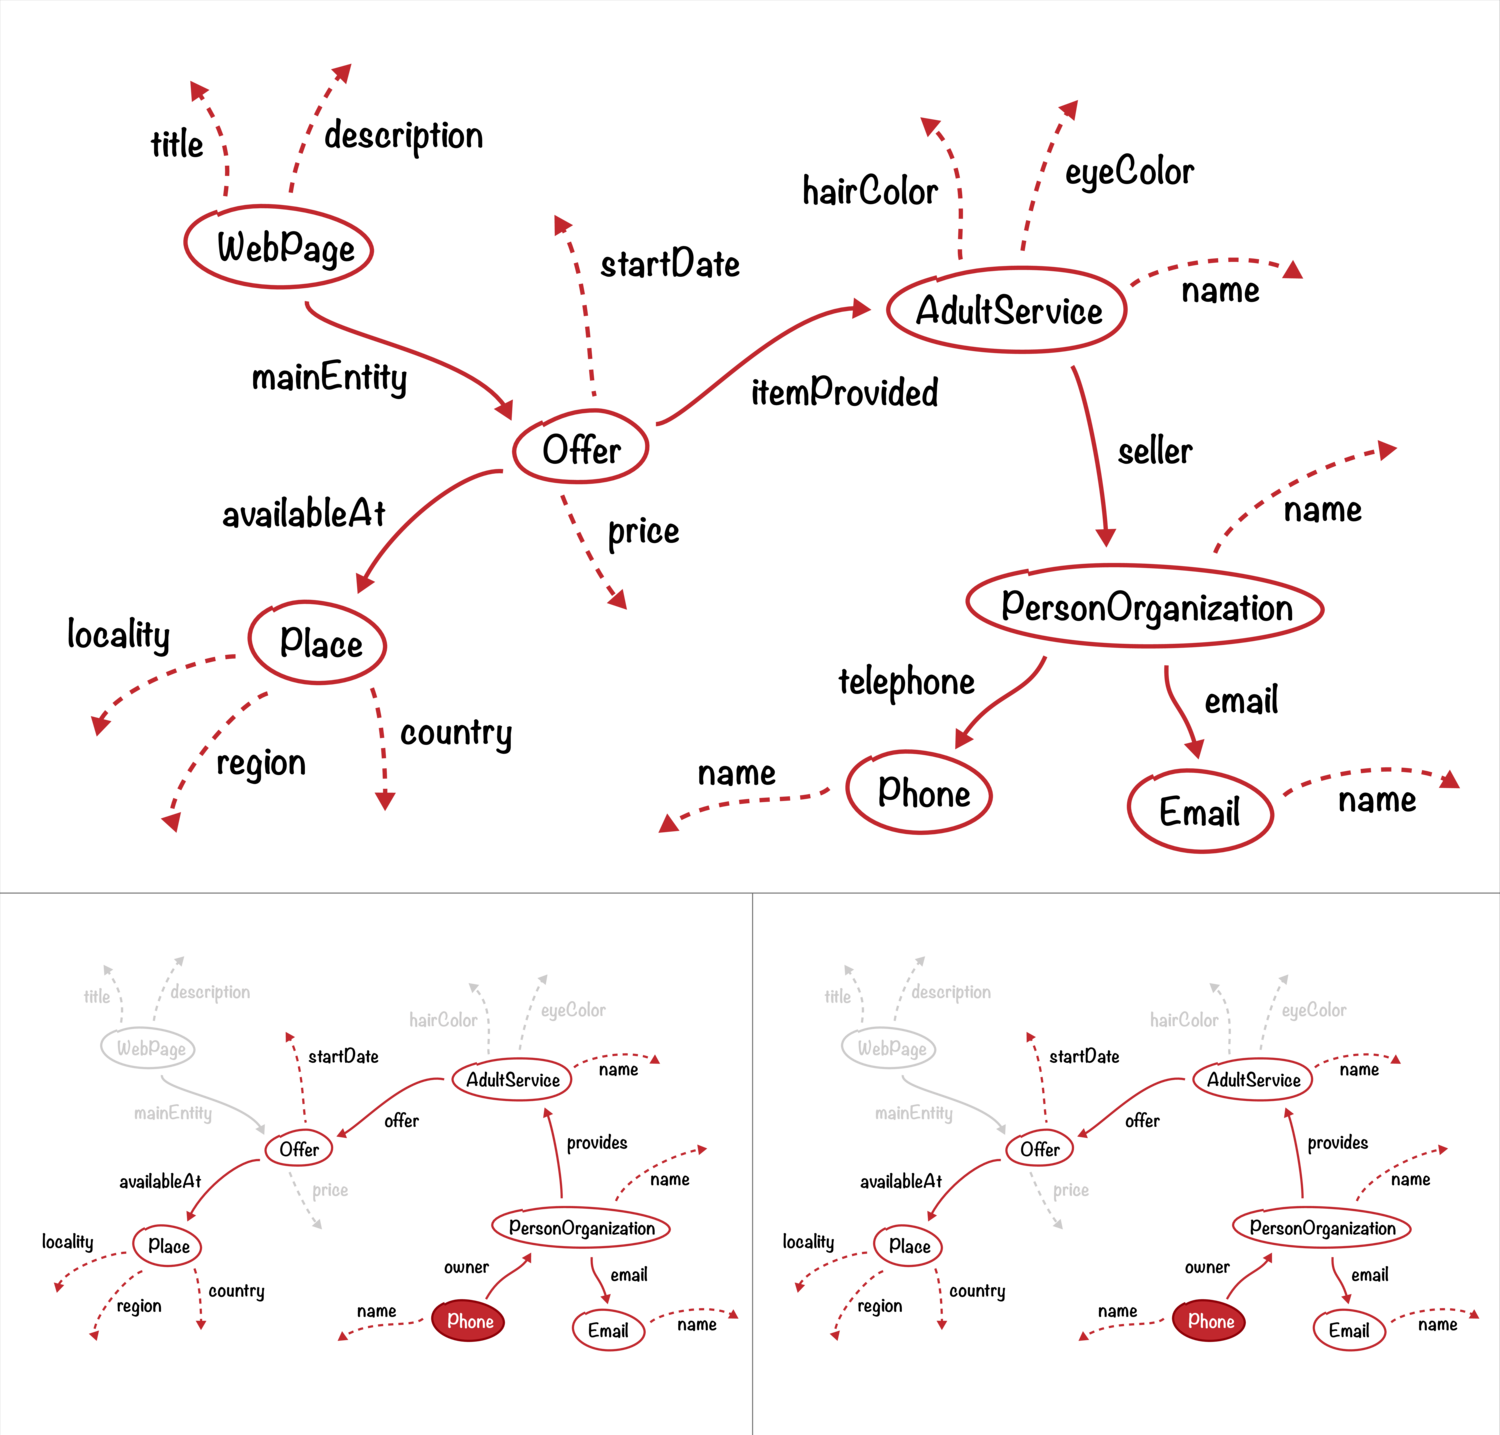 title
description
WebPage
mainEntity
startDate
hairColor
eyeColor
name
AdultService
itemProvided
Offer
availableAt
price
seller
name
PersonOrganization
locality
Place
region
country
telephone
email
name
Phone
Email
name
title
description
WebPage
mainEntity
startDate
hairColor
eyeColor
AdultService
name
offer
Offer
provides
availableAt
price
name
locality
Place
PersonOrganization
region
country
owner
email
name
Phone
Email
name
title
description
WebPage
mainEntity
startDate
hairColor
eyeColor
AdultService
name
offer
Offer
provides
availableAt
price
name
locality
Place
PersonOrganization
region
country
owner
email
name
Phone
Email
name